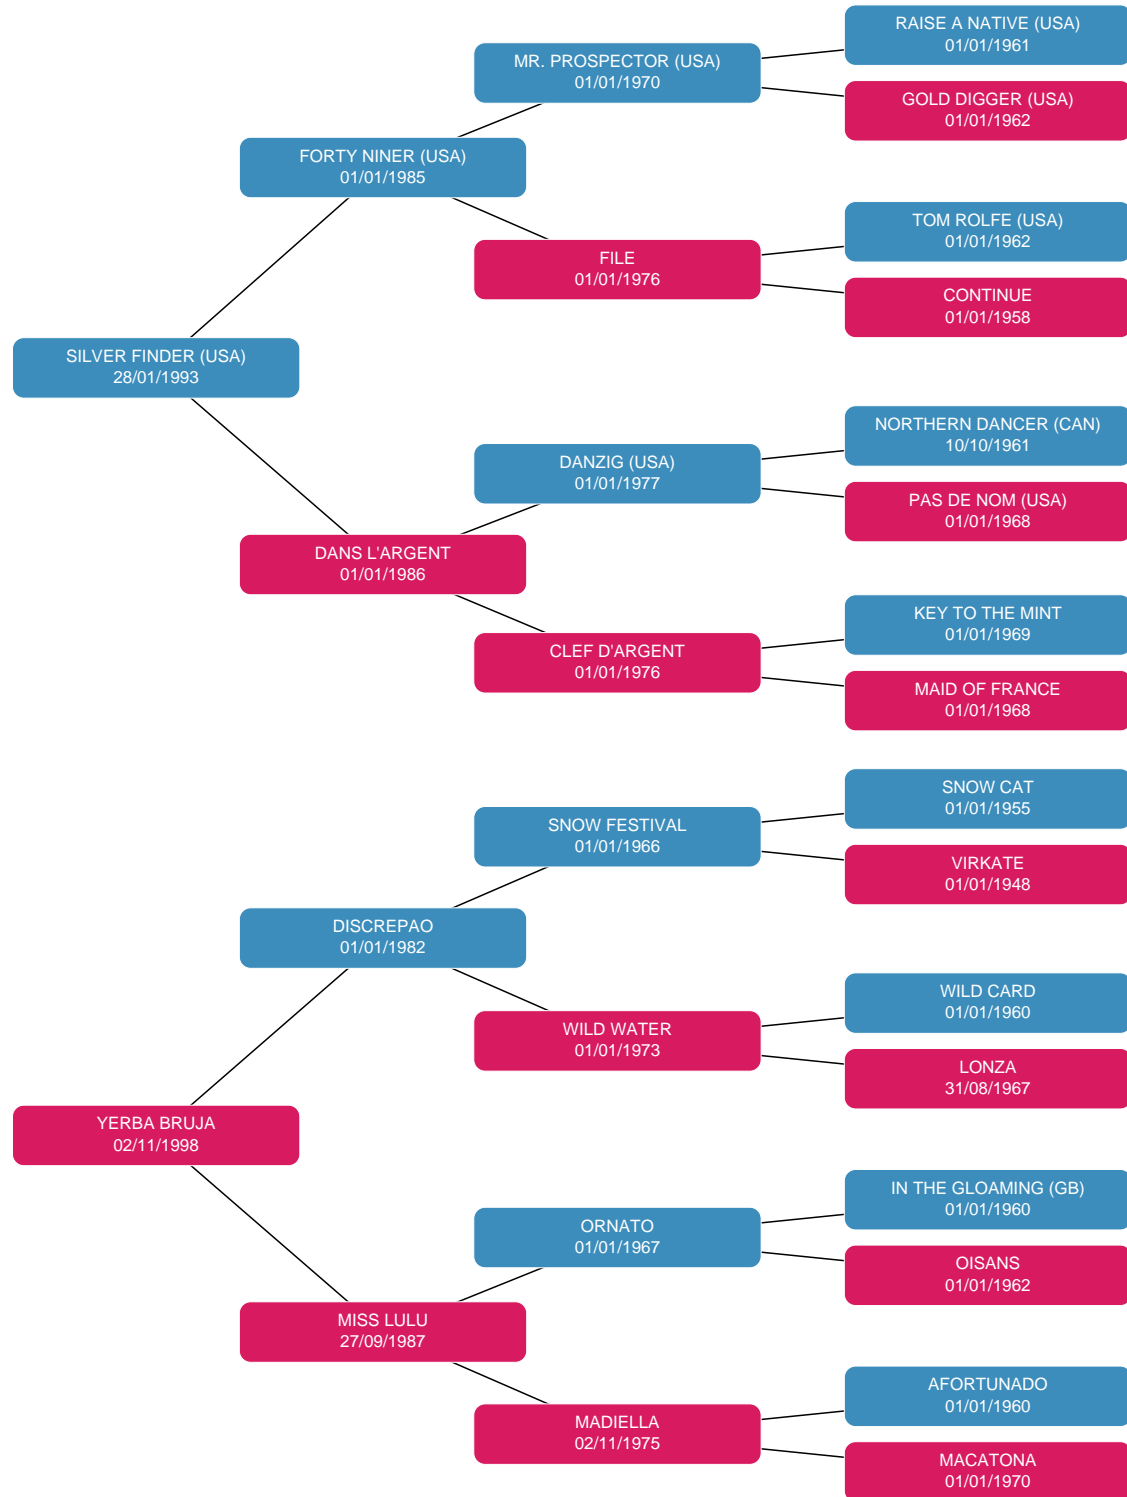 RAISE A NATIVE (USA)
01/01/1961
MR. PROSPECTOR (USA)
01/01/1970
GOLD DIGGER (USA)
01/01/1962
FORTY NINER (USA)
01/01/1985
TOM ROLFE (USA)
01/01/1962
FILE
01/01/1976
CONTINUE
01/01/1958
SILVER FINDER (USA)
28/01/1993
NORTHERN DANCER (CAN)
10/10/1961
DANZIG (USA)
01/01/1977
PAS DE NOM (USA)
01/01/1968
DANS L'ARGENT
01/01/1986
KEY TO THE MINT
01/01/1969
CLEF D'ARGENT
01/01/1976
MAID OF FRANCE
01/01/1968
SNOW CAT
01/01/1955
SNOW FESTIVAL
01/01/1966
VIRKATE
01/01/1948
DISCREPAO
01/01/1982
WILD CARD
01/01/1960
WILD WATER
01/01/1973
LONZA
31/08/1967
YERBA BRUJA
02/11/1998
IN THE GLOAMING (GB)
01/01/1960
ORNATO
01/01/1967
OISANS
01/01/1962
MISS LULU
27/09/1987
AFORTUNADO
01/01/1960
MADIELLA
02/11/1975
MACATONA
01/01/1970